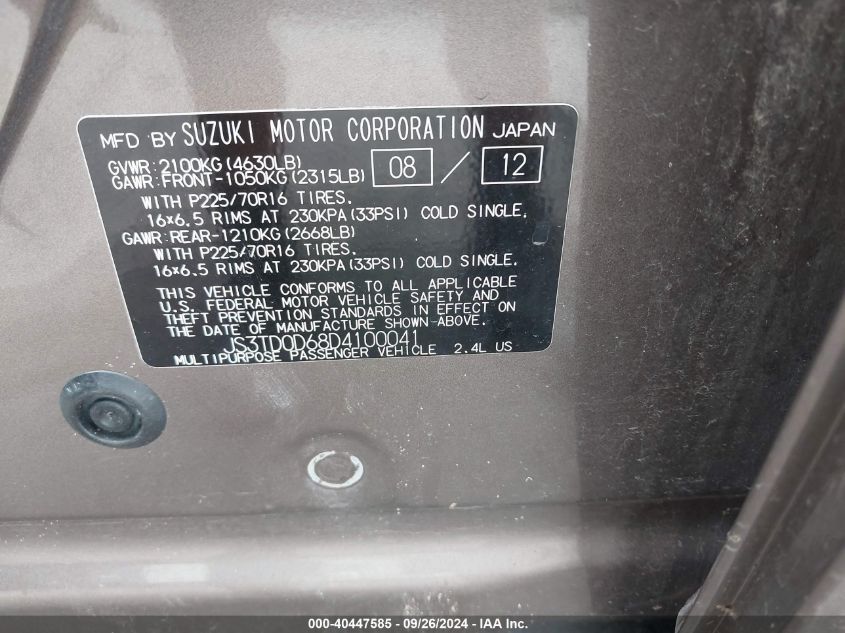 MFD BY SUZUKI MOTOR CORPORATION JAPAN
GVWR:2100KG(4630LB)
GAWR:FRONT-1050KG(2315LB) 08 / 12
WITH P225/70R16 TIRES.
16×6.5 RIMS AT 230KPA(33PSI) COLD SINGLE.
GAWR:REAR-1210KG(2668LB)
WITH P225/70R16 TIRES.
16×6.5 RIMS AT 230KPA(33PSI) COLD SINGLE.
THIS VEHICLE CONFORMS TO ALL APPLICABLE
U.S. FEDERAL MOTOR VEHICLE SAFETY AND
THEFT PREVENTION STANDARDS IN EFFECT ON
THE DATE OF MANUFACTURE SHOWN ABOVE.
JS3TD0D68D4100041
MULTIPURPOSE PASSENGER VEHICLE 2.4L US
000-40447585 - 09/26/2024 - IAA Inc.